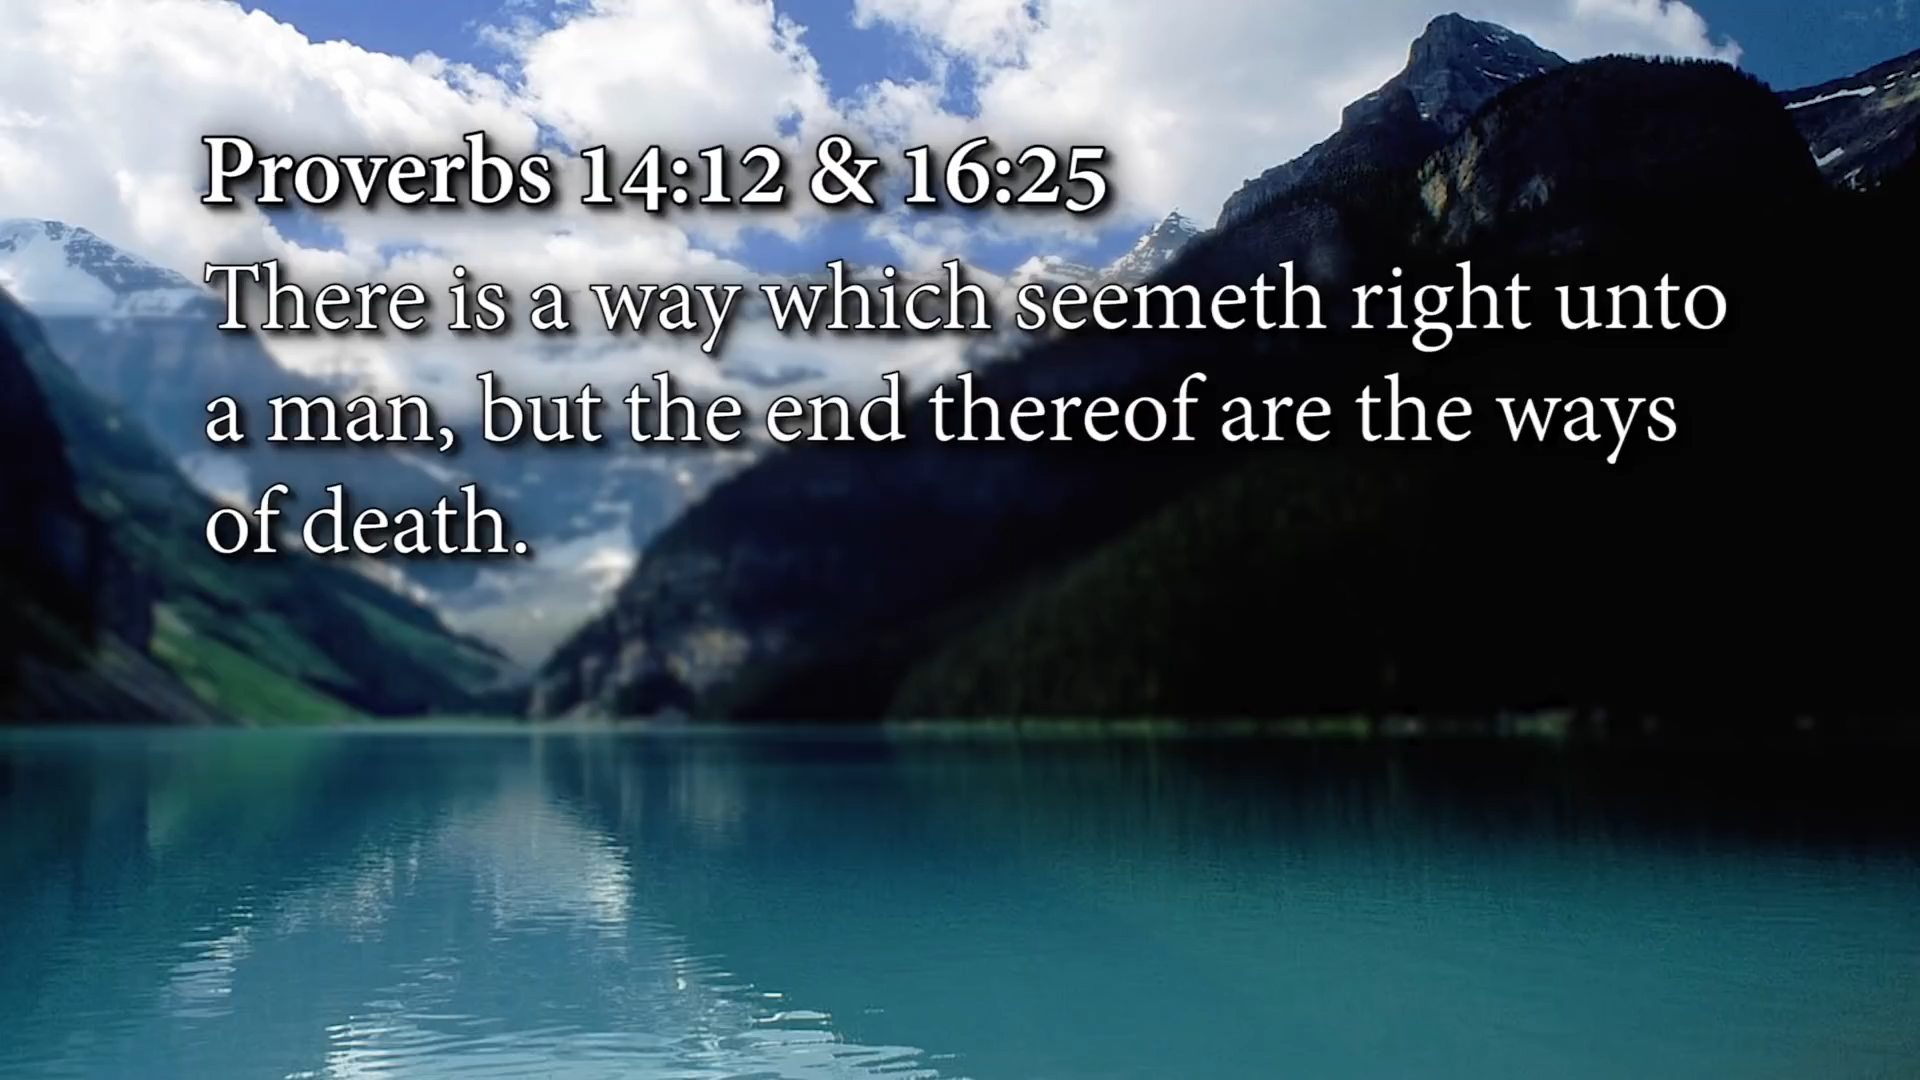 Proverbs 14:12 & 16:25
There is a way which seemeth right unto
a man, but the end thereof are the ways
of death.